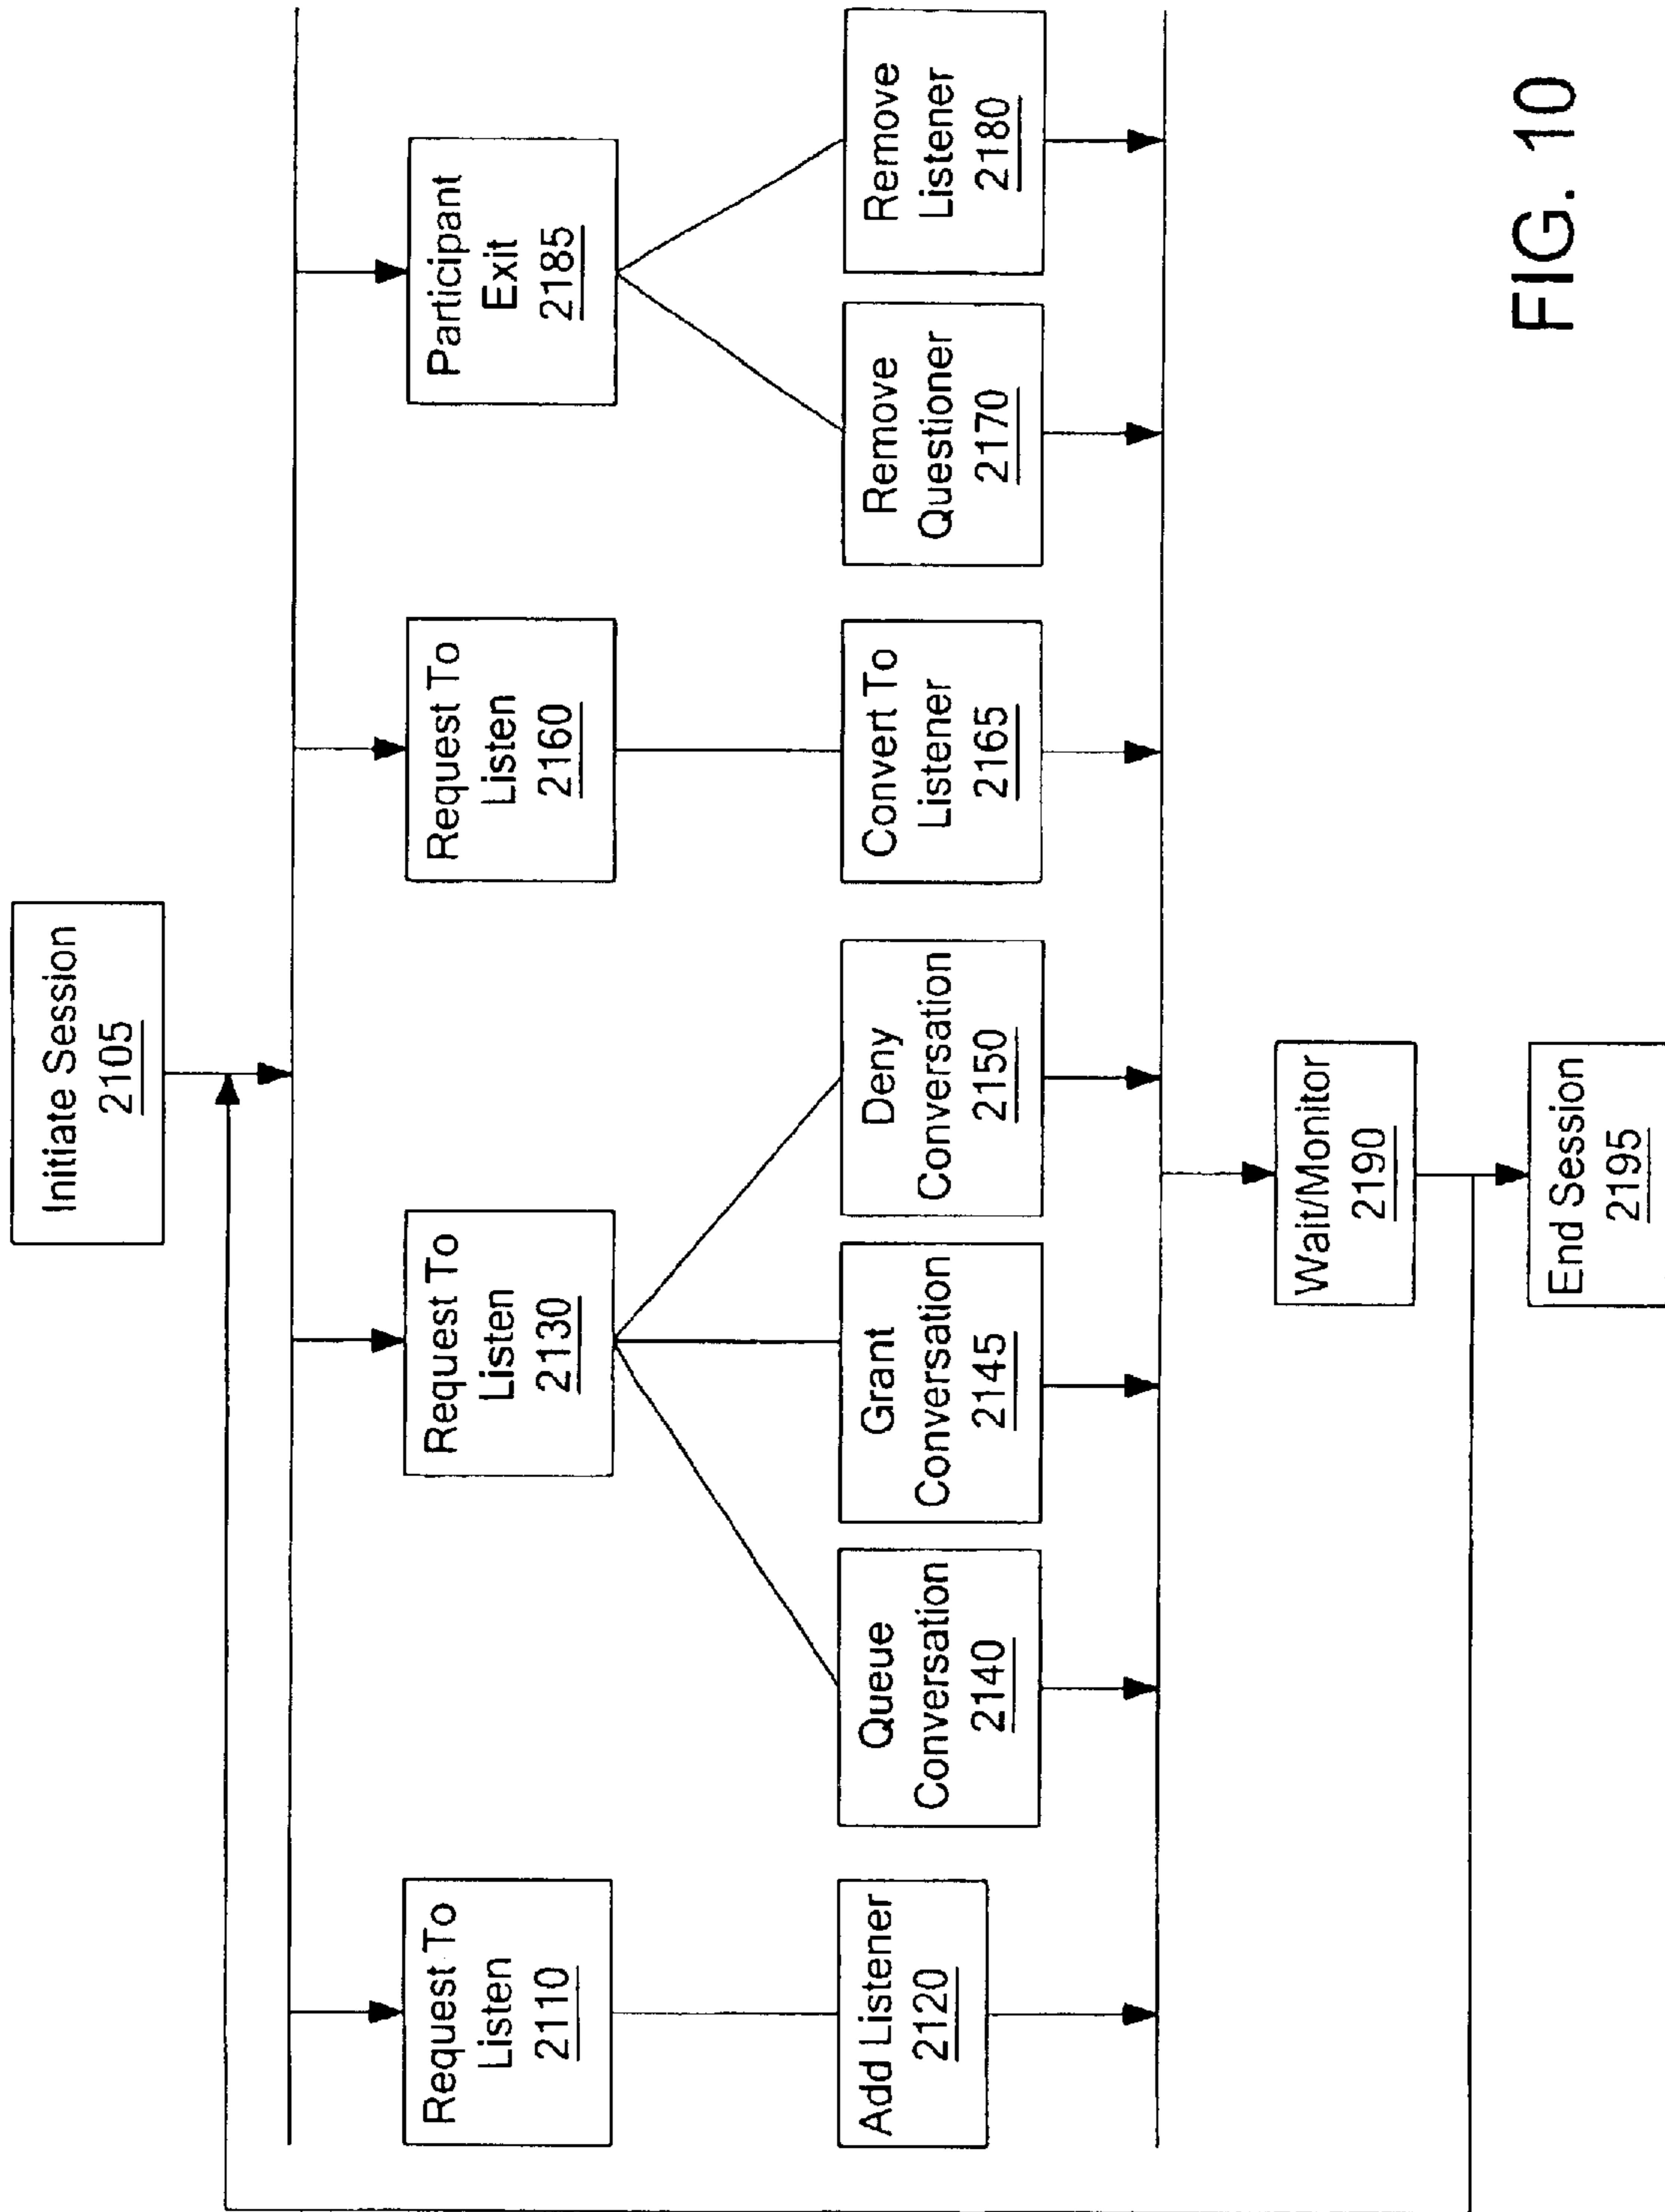 Initiate Session
2105
Request To
Listen
2110
Request To
Listen
2130
Request To
Listen
2160
Participant
Exit
2185
Add Listener
2120
Queue
Conversation
2140
Grant
Conversation
2145
Deny
Conversation
2150
Convert To
Listener
2165
Remove
Questioner
2170
Remove
Listener
2180
Wait/Monitor
2190
End Session
2195
FIG. 10